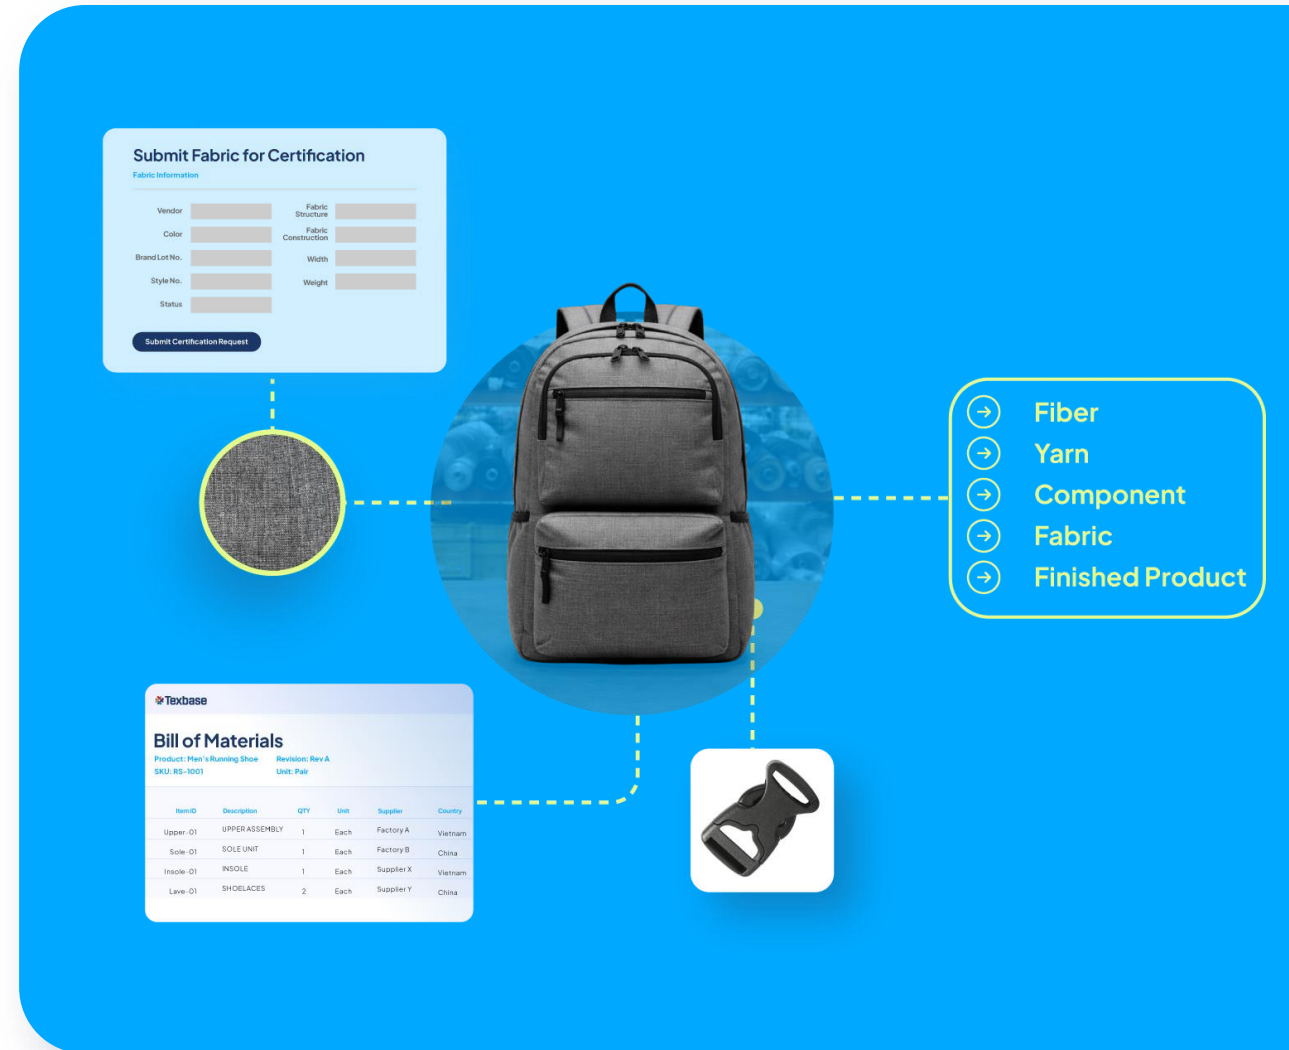 Submit Fabric for Certification
Fabric Information
Vendor
Color
Brand Lot No.
Style No.
Status
Fabric
Structure
Fabric
Construction
Width
Weight
Submit Certification Request
Fiber
Yarn
Component
Fabric
Finished Product
Texbase
Bill of Materials
Product: Men's Running Shoe Revision: Rev A
SKU: RS-1001 Unit: Pair
Item ID Description QTY Unit Supplier Country
Upper-01 UPPER ASSEMBLY 1 Each Factory A Vietnam
Sole-01 SOLE UNIT 1 Each Factory B China
Insole-01 INSOLE 1 Each Supplier X Vietnam
Lave-01 SHOELACES 2 Each Supplier Y China